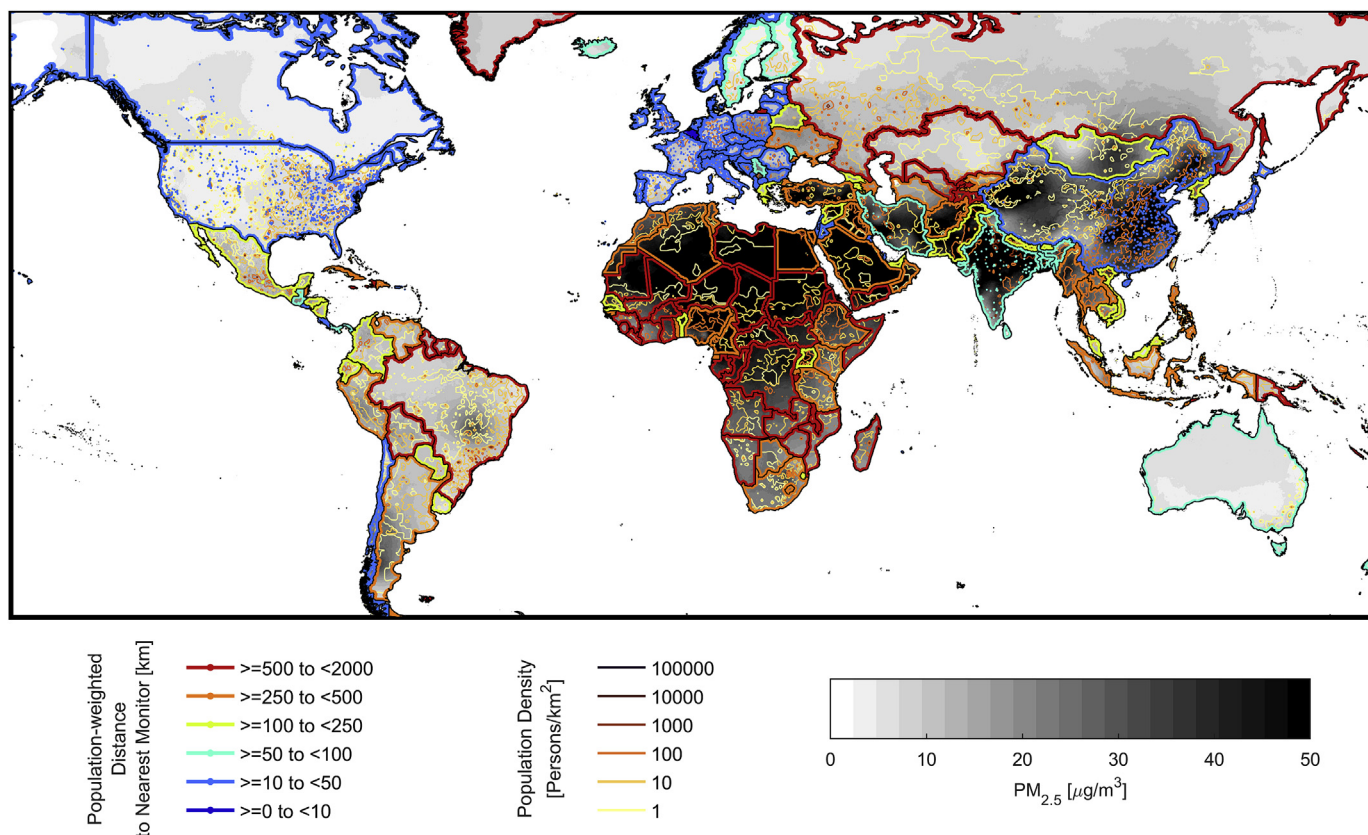 Population-weighted
Distance
to Nearest Monitor [km]
>=500 to <2000
>=250 to <500
>=100 to <250
>=50 to <100
>=10 to <50
>=0 to <10
Population Density
[Persons/km²]
100000
10000
1000
100
10
1
0 10 20 30 40 50
PM₂.₅ [μg/m³]